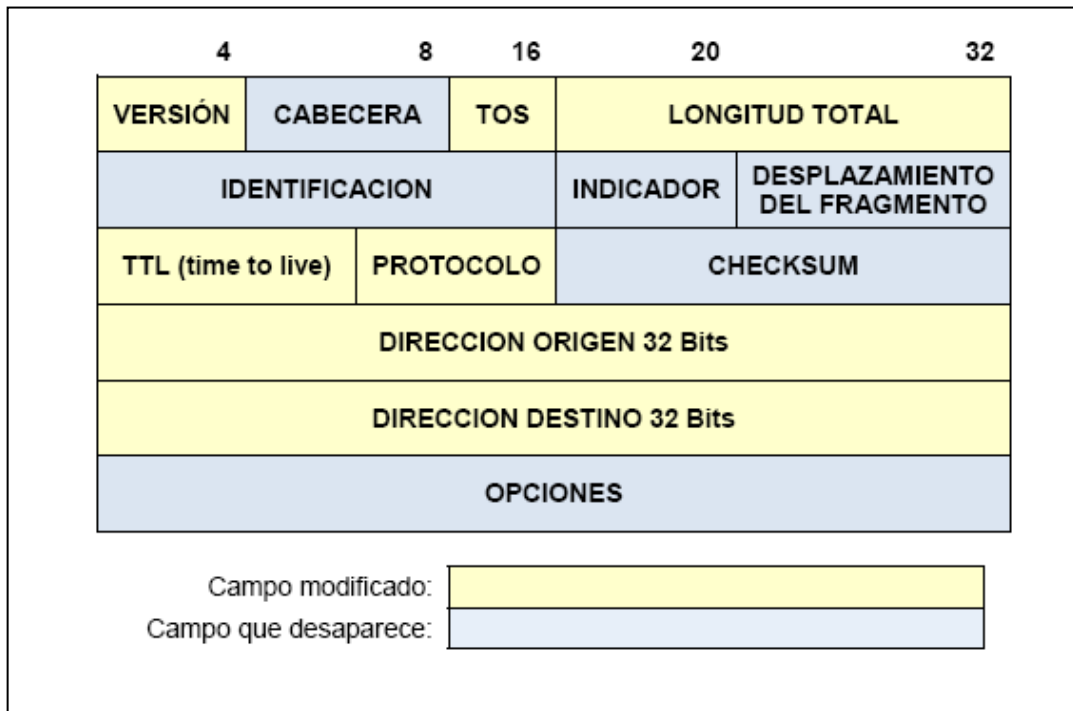 4 8 16 20 32
VERSIÓN CABECERA TOS LONGITUD TOTAL
IDENTIFICACION INDICADOR DESPLAZAMIENTO
DEL FRAGMENTO
TTL (time to live) PROTOCOLO CHECKSUM
DIRECCION ORIGEN 32 Bits
DIRECCION DESTINO 32 Bits
OPCIONES
Campo modificado:
Campo que desaparece: